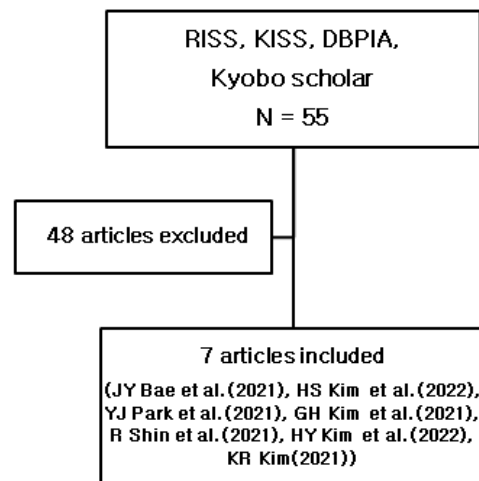 RISS, KISS, DBPIA,
Kyobo scholar
N = 55
48 articles excluded
7 articles included
(JY Bae et al.(2021), HS Kim et al.(2022),
YJ Park et al.(2021), GH Kim et al.(2021),
R Shin et al.(2021), HY Kim et al.(2022),
KR Kim(2021))